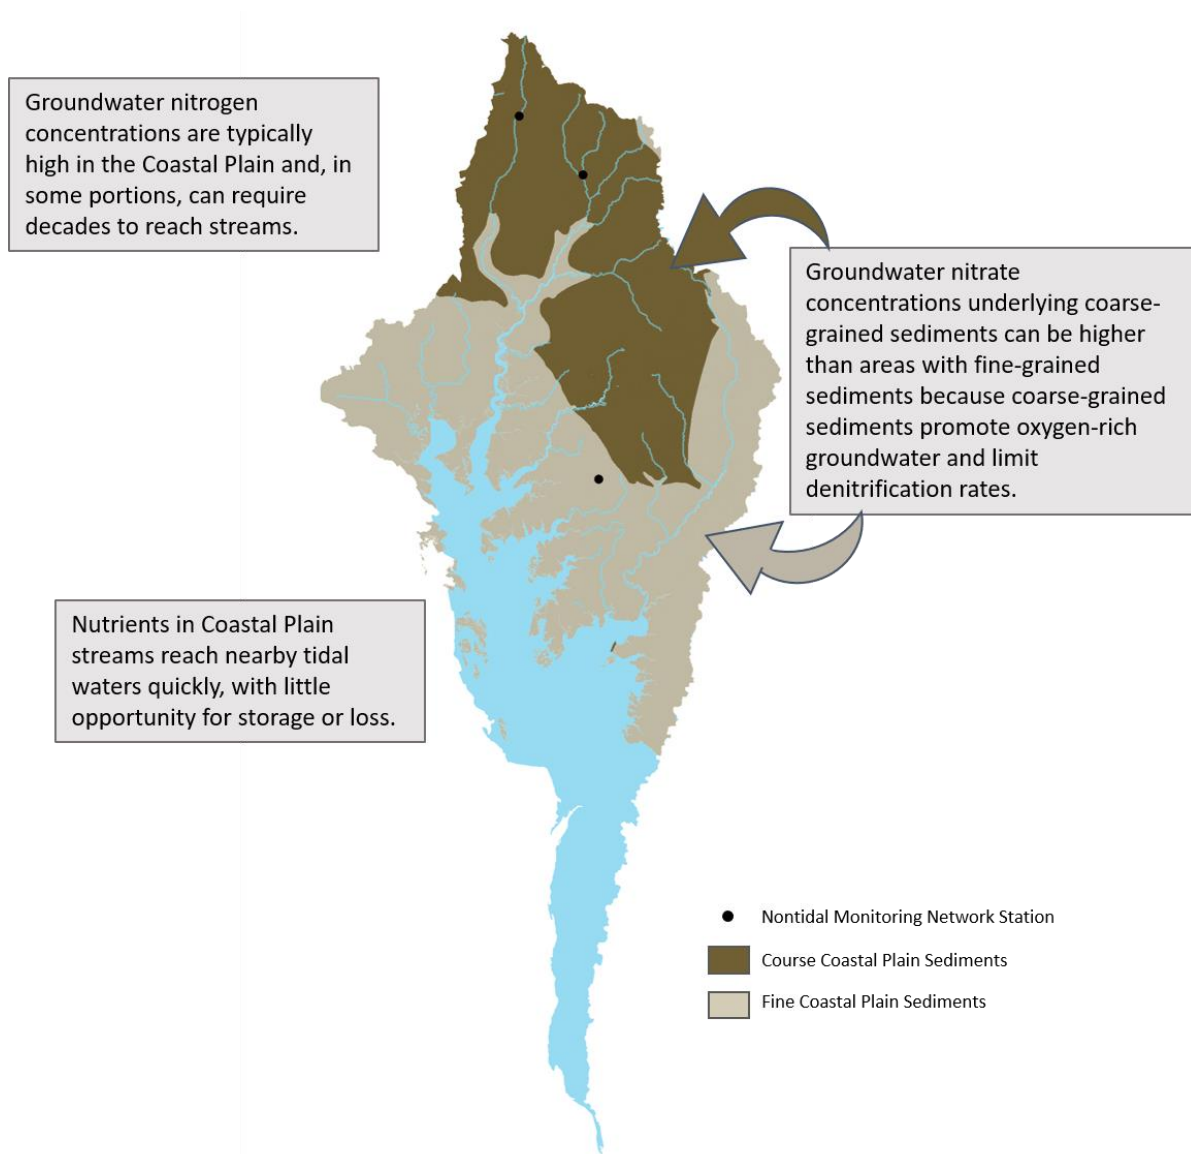 Groundwater nitrogen
concentrations are typically
high in the Coastal Plain and, in
some portions, can require
decades to reach streams.
Groundwater nitrate
concentrations underlying coarse-
grained sediments can be higher
than areas with fine-grained
sediments because coarse-grained
sediments promote oxygen-rich
groundwater and limit
denitrification rates.
Nutrients in Coastal Plain
streams reach nearby tidal
waters quickly, with little
opportunity for storage or loss.
Nontidal Monitoring Network Station
Course Coastal Plain Sediments
Fine Coastal Plain Sediments